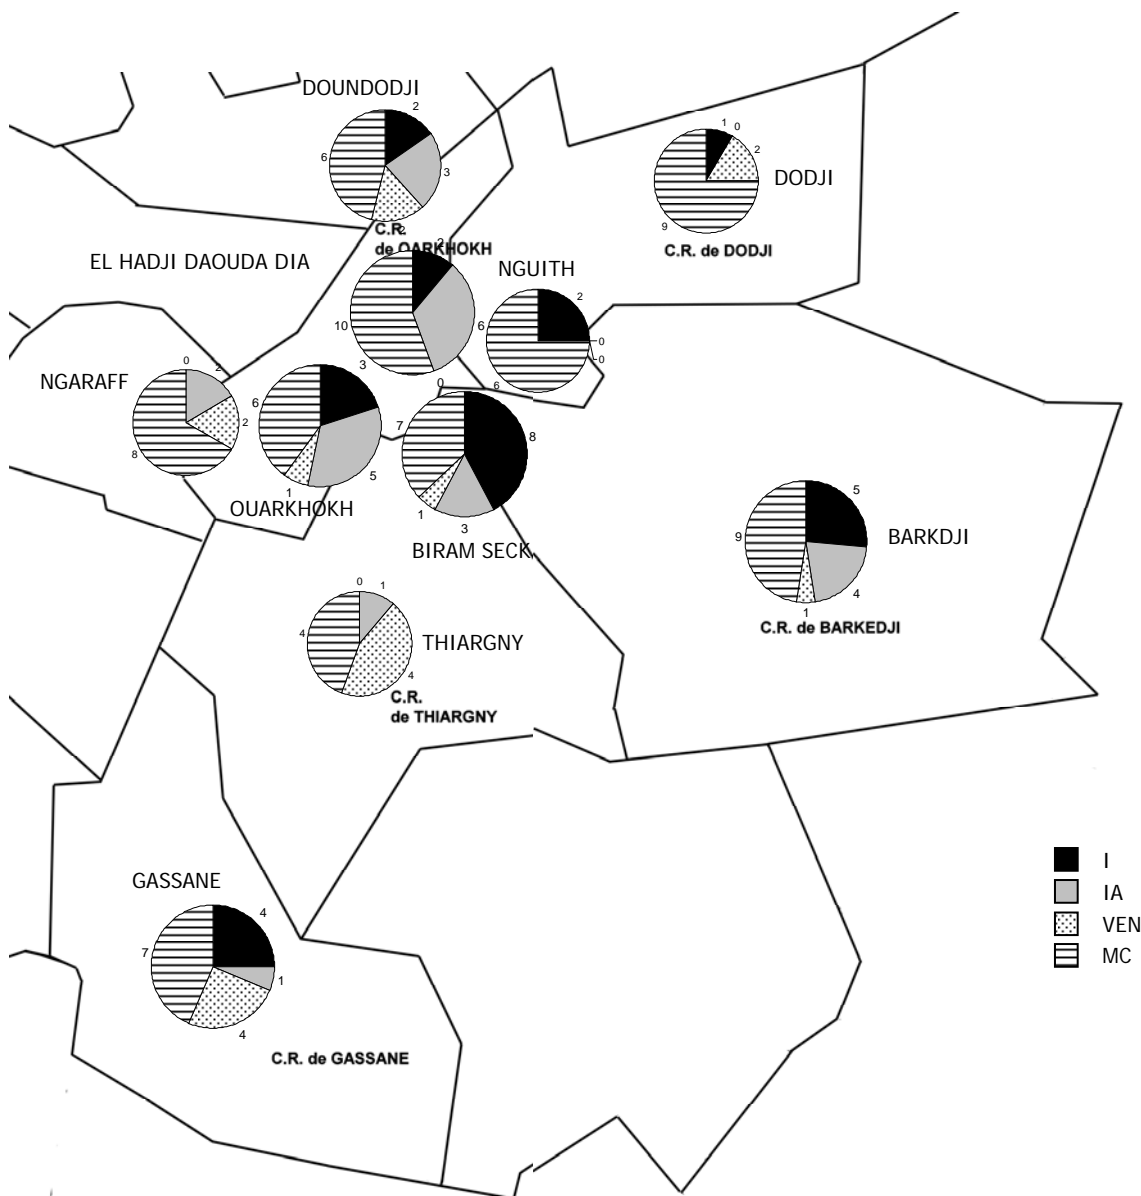 DOUNDODJI
2
3
2
6
1
0
2
9
DODJI
C.R.
de OARKHOKH
C.R. de DODJI
EL HADJI DAOUDA DIA
2
6
0
10
NGUITH
2
0
0
6
NGARAFF
0
2
2
8
3
5
1
6
OUARKHOKH
8
3
1
7
BIRAM SECK
5
4
1
9
BARKDJI
C.R. de BARKEDJI
0
1
4
4
THIARGNY
C.R.
de THIARGNY
GASSANE
4
1
4
7
C.R. de GASSANE
I
IA
VEN
MC